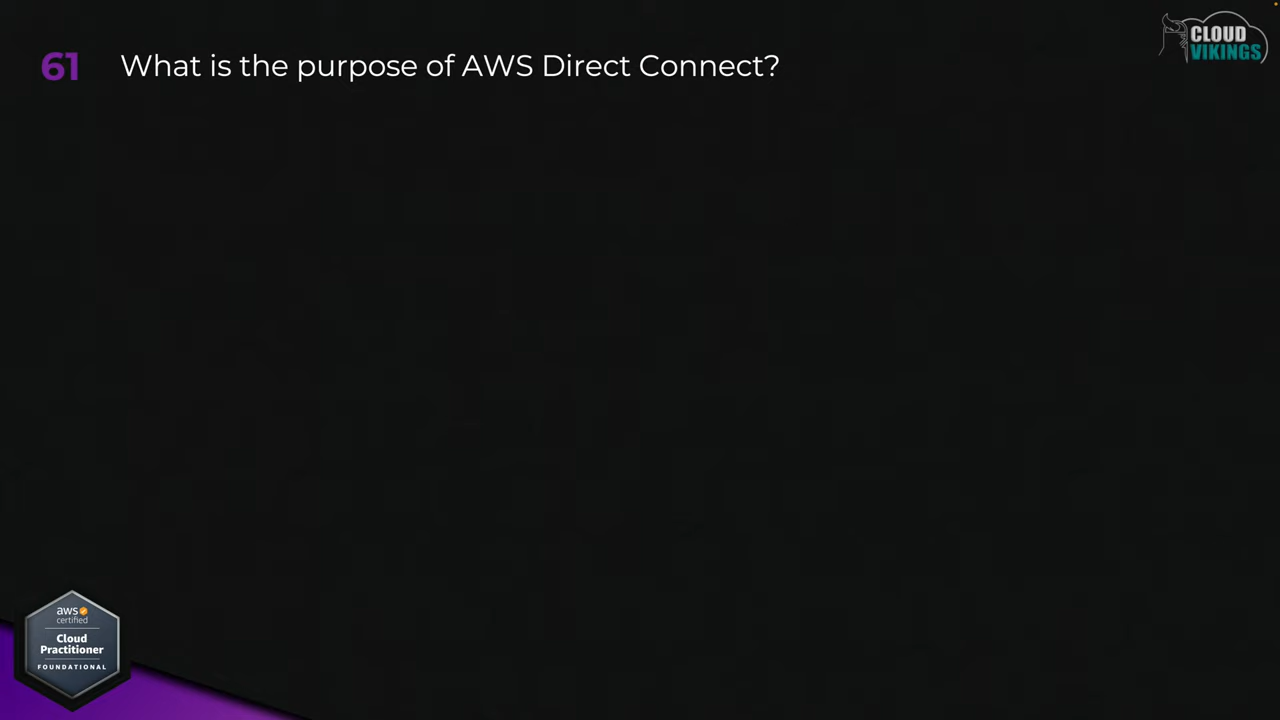 61 What is the purpose of AWS Direct Connect?
CLOUD
VIKINGS
aws
certified
Cloud
Practitioner
FOUNDATIONAL